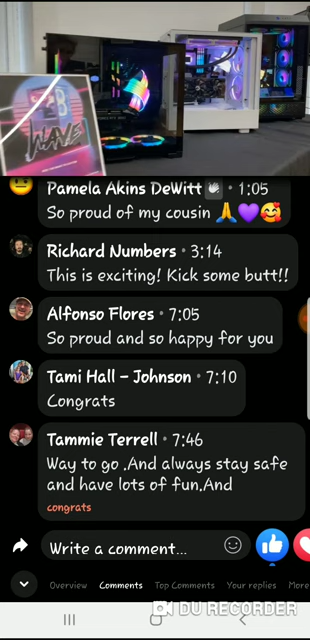 WAVE
Pamela Akins DeWitt 👋 • 1:05
So proud of my cousin 🙏💜🥰
Richard Numbers • 3:14
This is exciting! Kick some butt!!
Alfonso Flores • 7:05
So proud and so happy for you
Tami Hall - Johnson • 7:10
Congrats
Tammie Terrell • 7:46
Way to go .And always stay safe
and have lots of fun.And
congrats
Write a comment...
Overview Comments Top Comments Your replies More
DU RECORDER